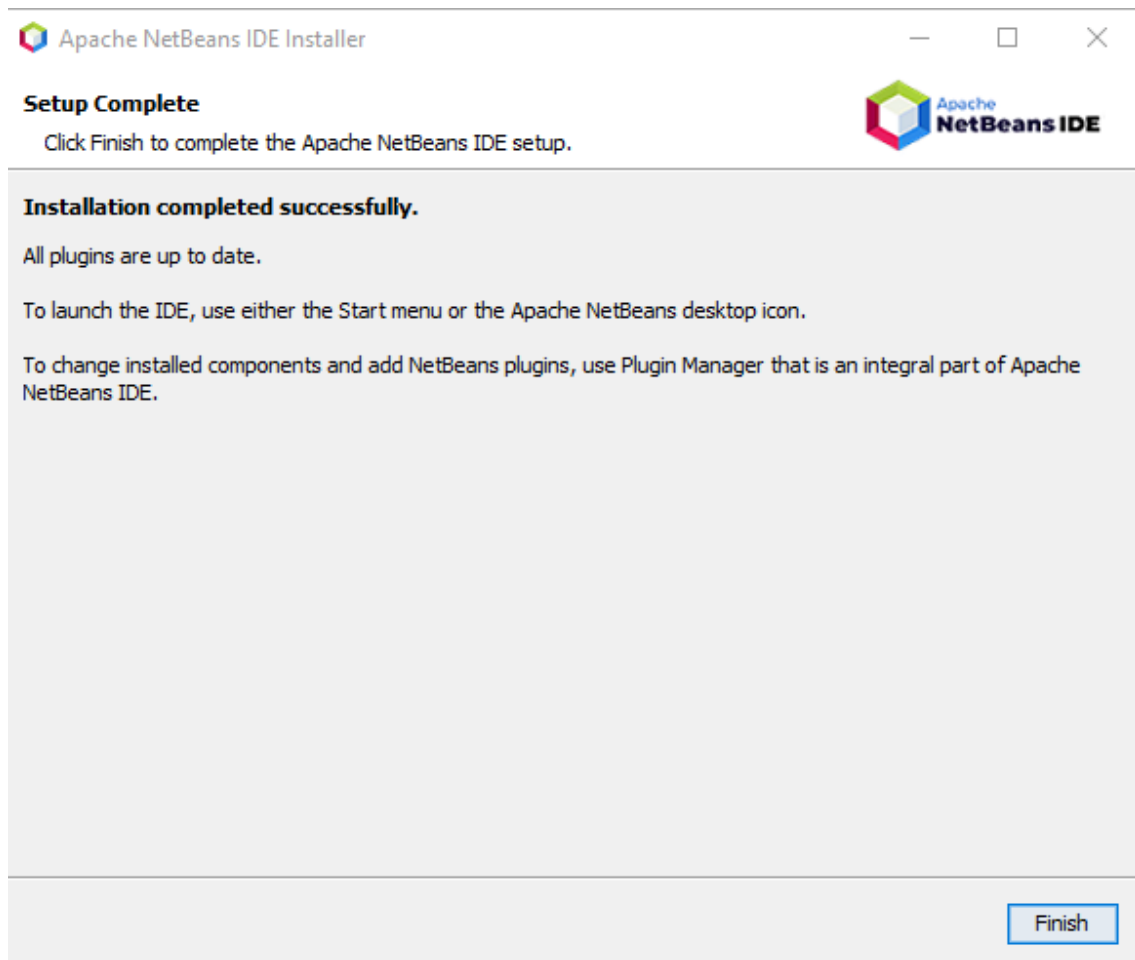 Apache NetBeans IDE Installer
Setup Complete
Click Finish to complete the Apache NetBeans IDE setup.
Apache
NetBeans IDE
Installation completed successfully.
All plugins are up to date.
To launch the IDE, use either the Start menu or the Apache NetBeans desktop icon.
To change installed components and add NetBeans plugins, use Plugin Manager that is an integral part of Apache
NetBeans IDE.
Finish